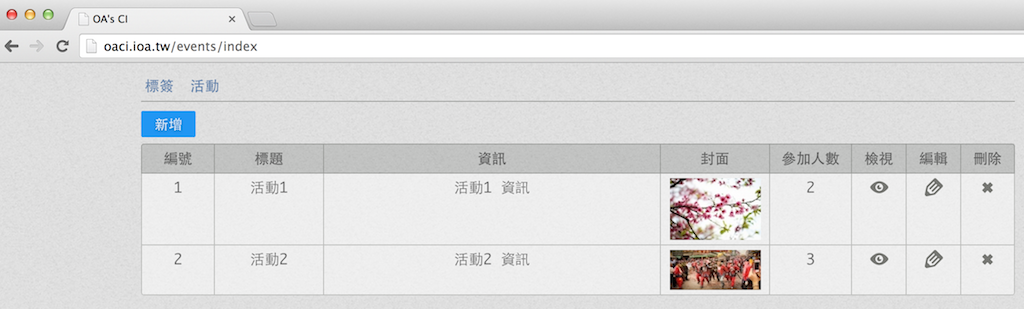 OA's CI
oaci.ioa.tw/events/index
標簽 活動
新增
編號 標題 資訊 封面 參加人數 檢視 編輯 刪除
1 活動1 活動1 資訊 2
2 活動2 活動2 資訊 3